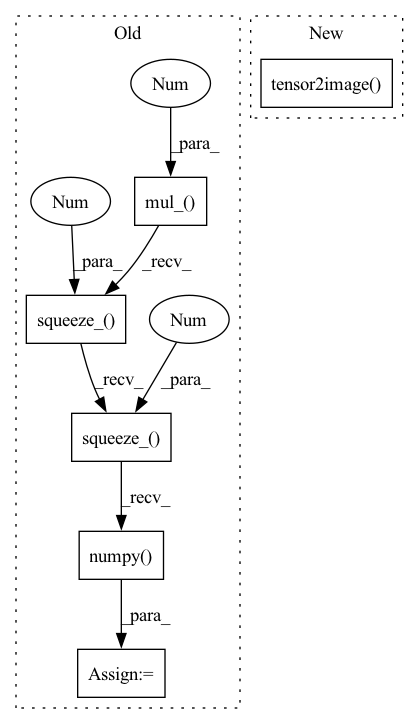 Old
New
Num
tensor2image()
_para_
Num
mul_()
_para_
_recv_
squeeze_()
Num
_recv_
_para_
squeeze_()
_recv_
numpy()
_para_
Assign:=